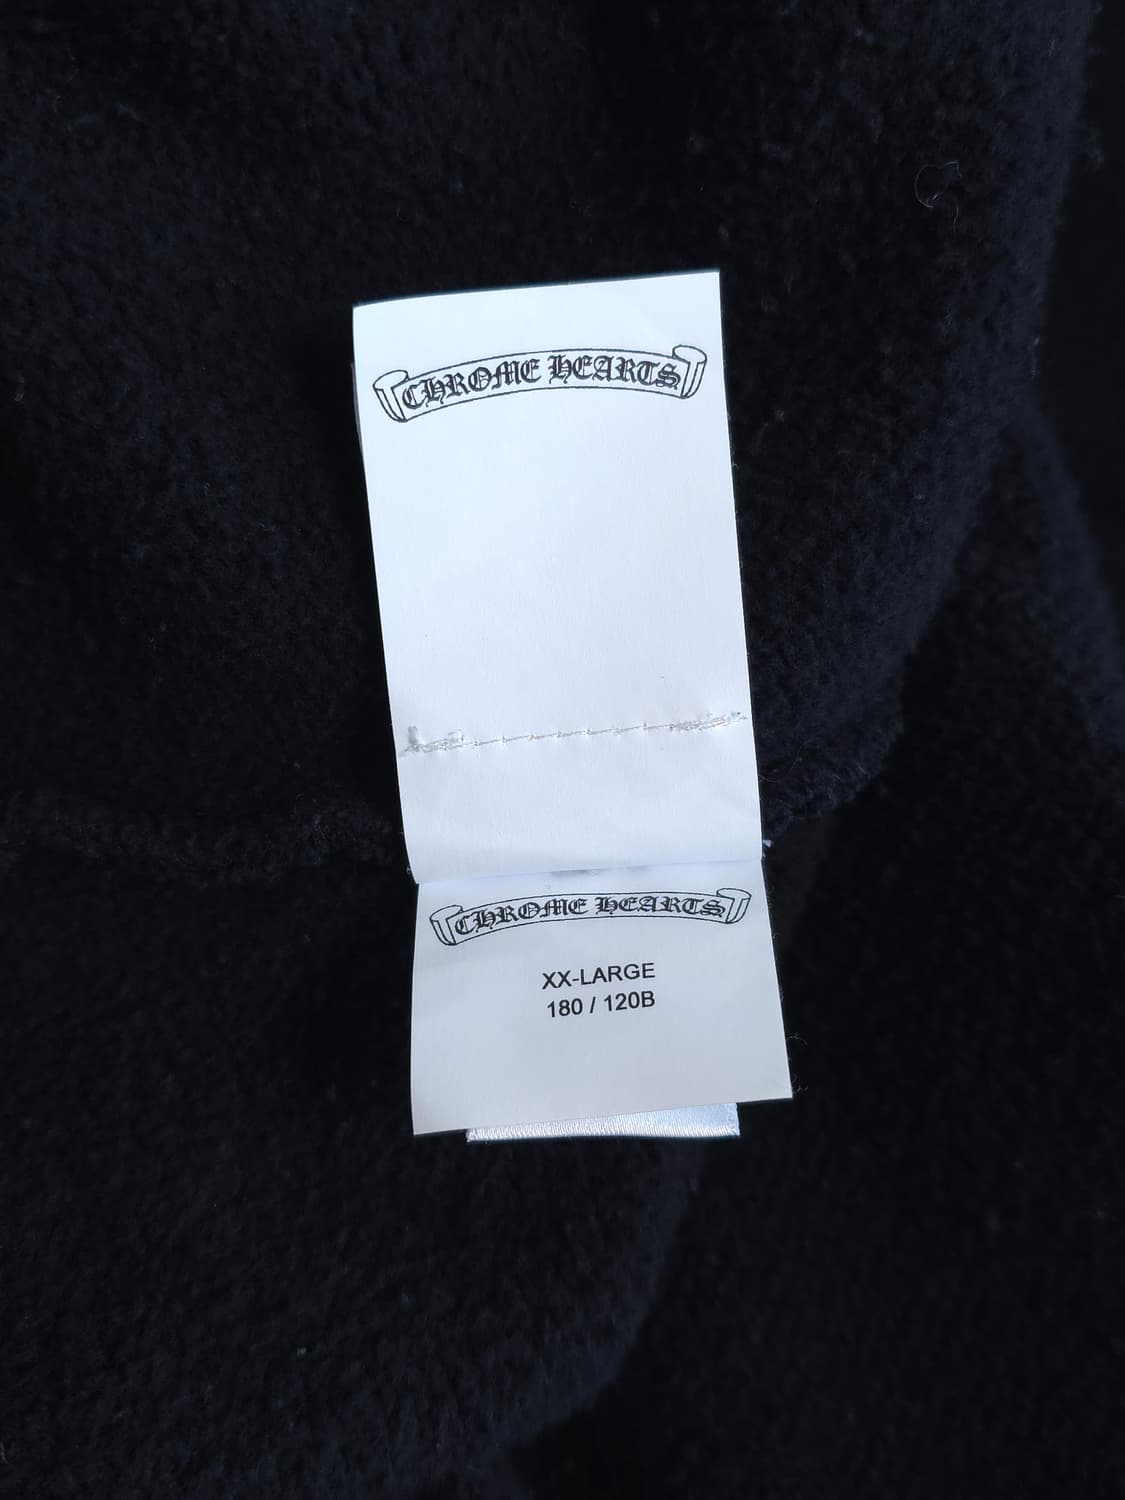 CHROME HEARTS
CHROME HEARTS
XX-LARGE
180 / 120B